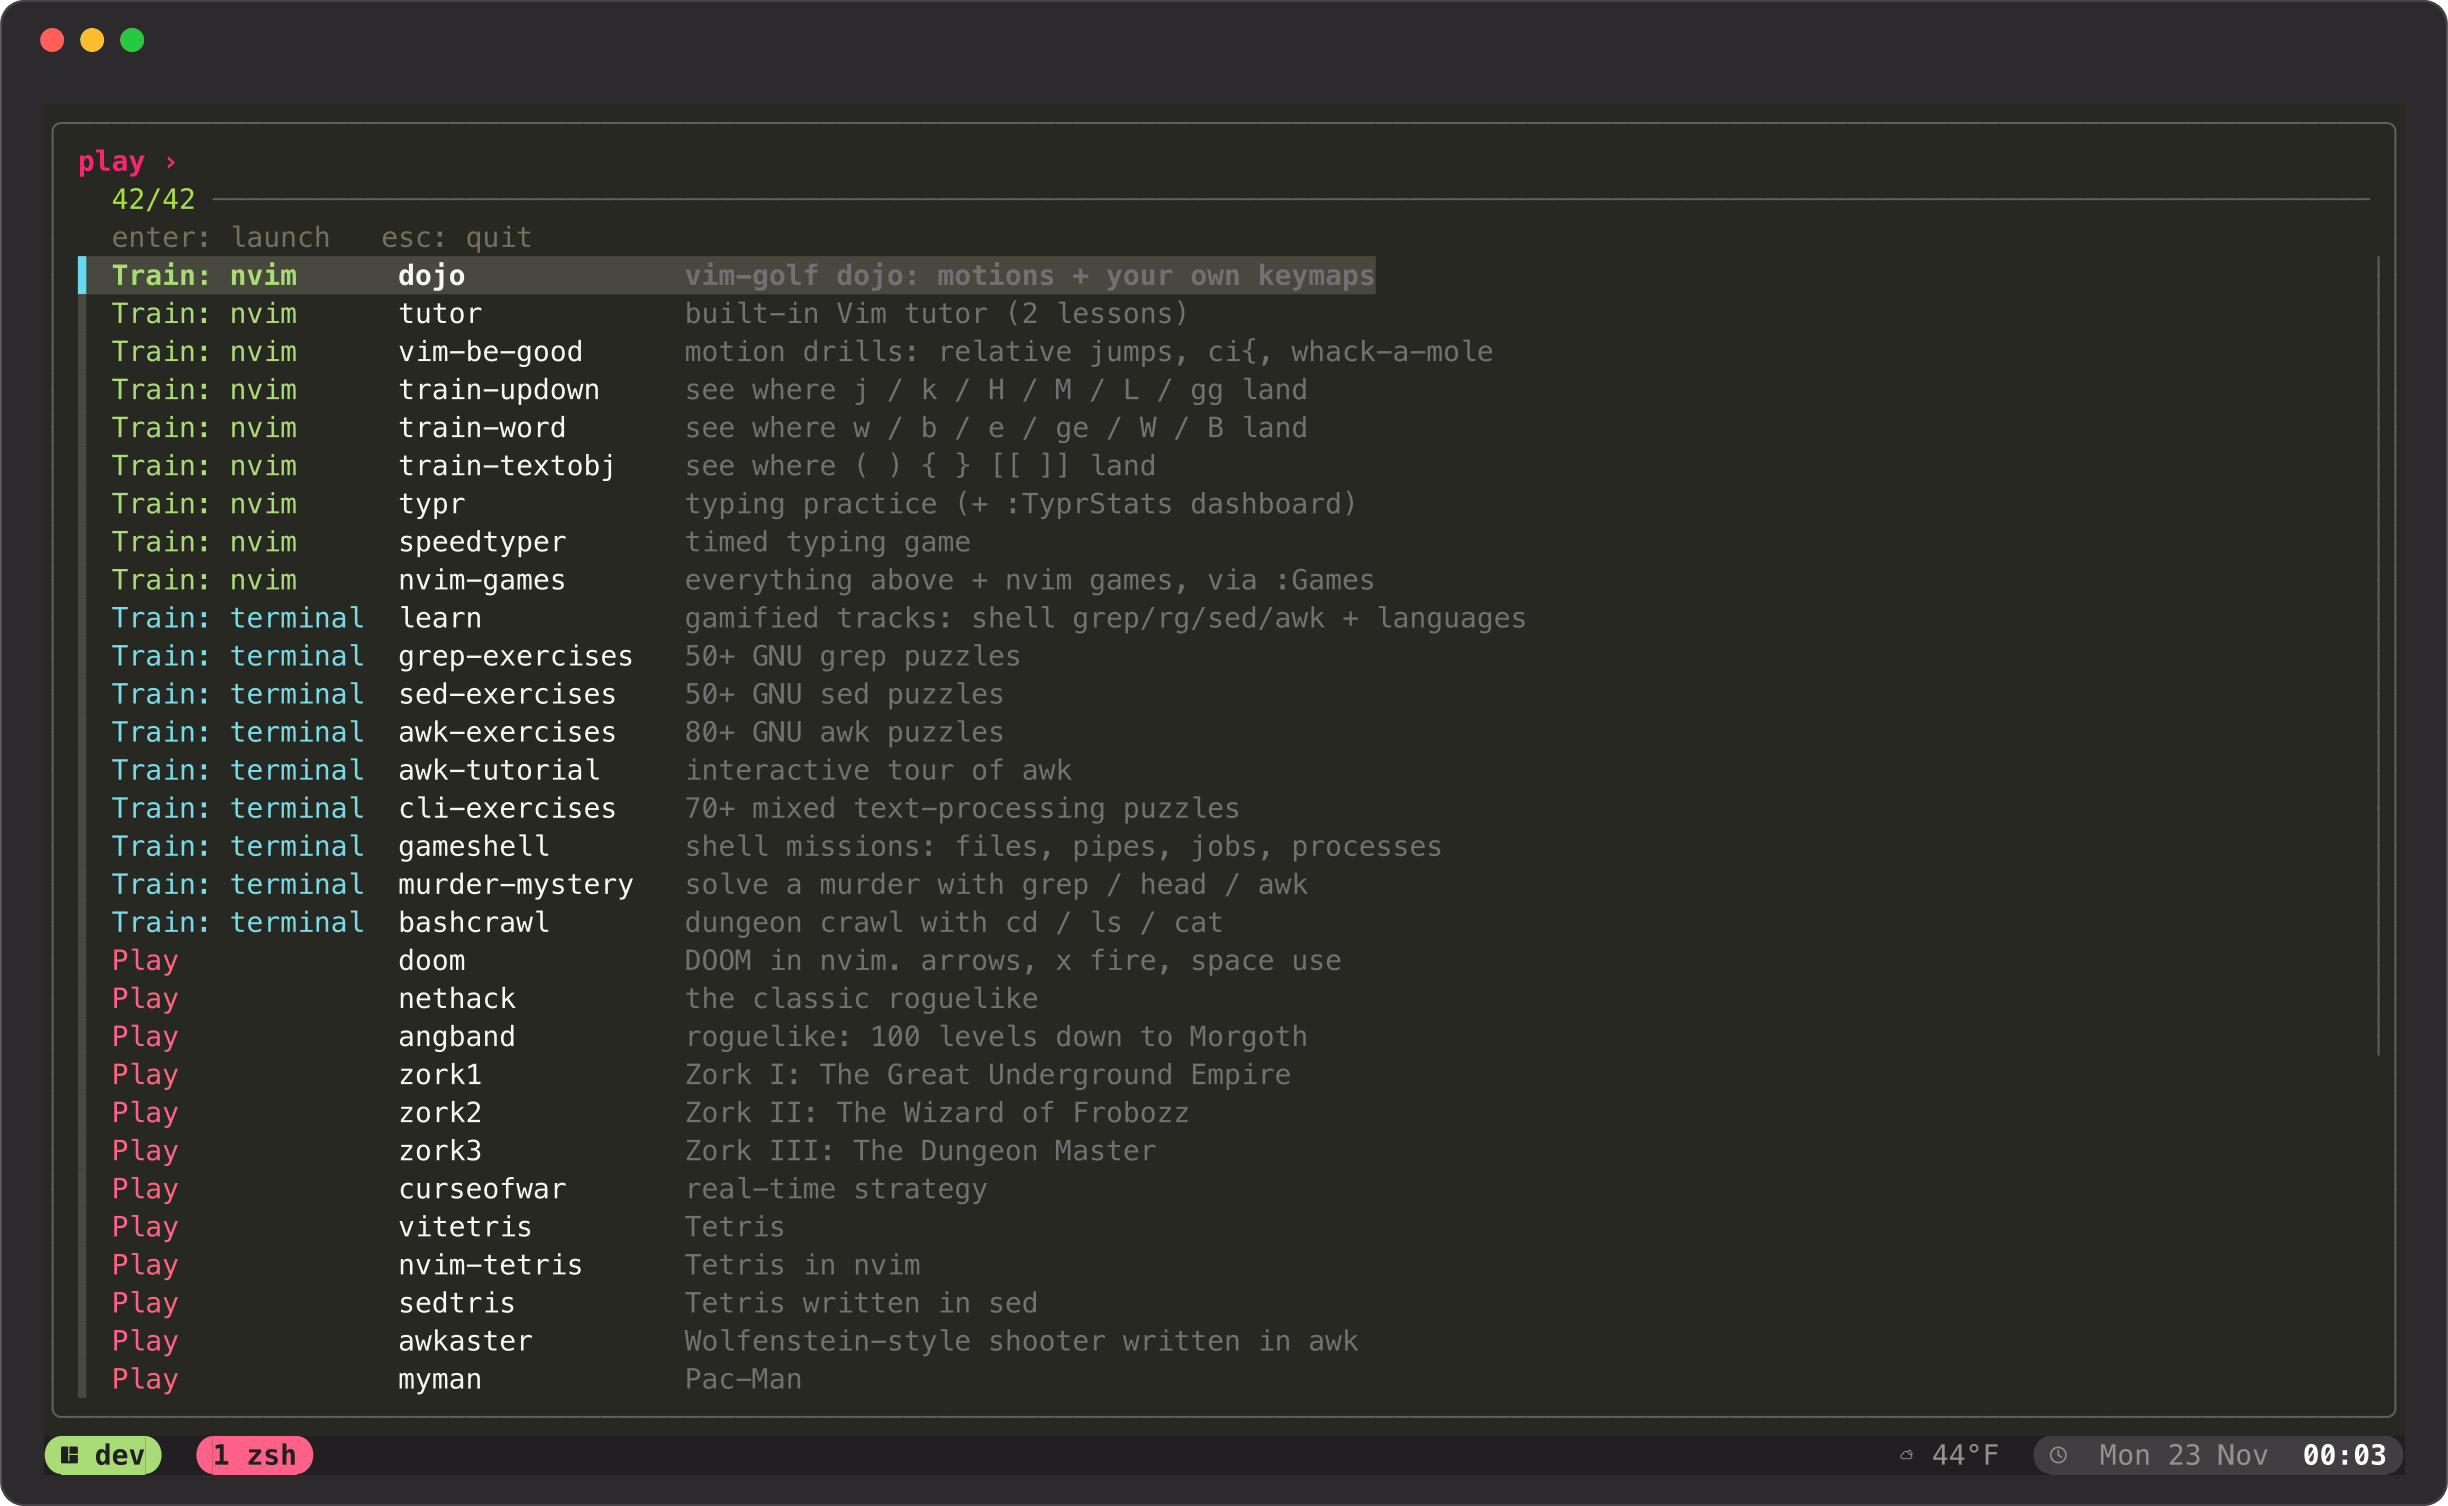 play ›
42/42
enter: launch   esc: quit
Train: nvim      dojo             vim-golf dojo: motions + your own keymaps
Train: nvim      tutor            built-in Vim tutor (2 lessons)
Train: nvim      vim-be-good      motion drills: relative jumps, ci{, whack-a-mole
Train: nvim      train-updown     see where j / k / H / M / L / gg land
Train: nvim      train-word       see where w / b / e / ge / W / B land
Train: nvim      train-textobj    see where ( ) { } [[ ]] land
Train: nvim      typr             typing practice (+ :TyprStats dashboard)
Train: nvim      speedtyper       timed typing game
Train: nvim      nvim-games       everything above + nvim games, via :Games
Train: terminal  learn            gamified tracks: shell grep/rg/sed/awk + languages
Train: terminal  grep-exercises   50+ GNU grep puzzles
Train: terminal  sed-exercises    50+ GNU sed puzzles
Train: terminal  awk-exercises    80+ GNU awk puzzles
Train: terminal  awk-tutorial     interactive tour of awk
Train: terminal  cli-exercises    70+ mixed text-processing puzzles
Train: terminal  gameshell        shell missions: files, pipes, jobs, processes
Train: terminal  murder-mystery   solve a murder with grep / head / awk
Train: terminal  bashcrawl        dungeon crawl with cd / ls / cat
Play             doom             DOOM in nvim. arrows, x fire, space use
Play             nethack          the classic roguelike
Play             angband          roguelike: 100 levels down to Morgoth
Play             zork1            Zork I: The Great Underground Empire
Play             zork2            Zork II: The Wizard of Frobozz
Play             zork3            Zork III: The Dungeon Master
Play             curseofwar       real-time strategy
Play             vitetris         Tetris
Play             nvim-tetris      Tetris in nvim
Play             sedtris          Tetris written in sed
Play             awkaster         Wolfenstein-style shooter written in awk
Play             myman            Pac-Man
dev  1 zsh  44°F  Mon 23 Nov  00:03